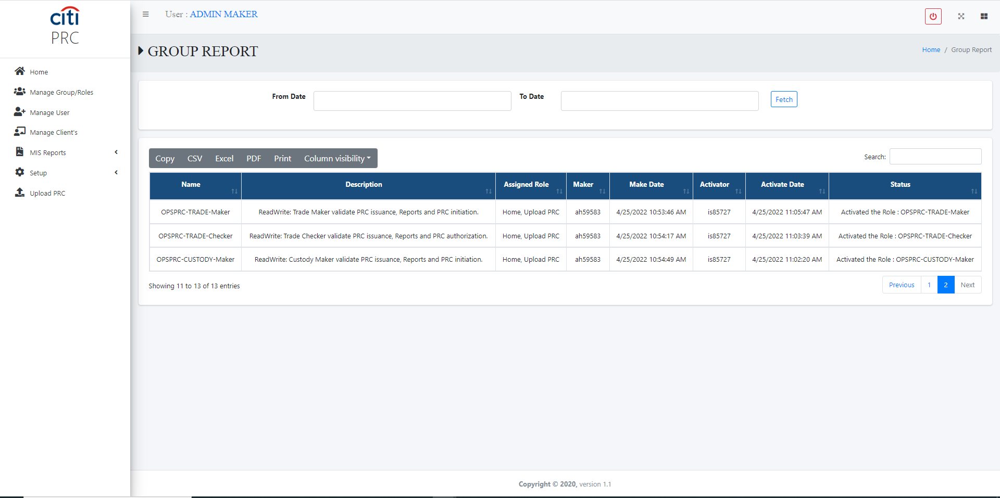 citi
PRC
User : ADMIN MAKER
GROUP REPORT
Home / Group Report
Home
Manage Group/Roles
Manage User
Manage Client's
MIS Reports
Setup
Upload PRC
From Date
To Date
Fetch
Copy CSV Excel PDF Print Column visibility
Search:
Name Description Assigned Role Maker Make Date Activator Activate Date Status
OPSPRC-TRADE-Maker ReadWrite: Trade Maker validate PRC issuance, Reports and PRC initiation. Home, Upload PRC ah59583 4/25/2022 10:53:46 AM is85727 4/25/2022 11:05:47 AM Activated the Role : OPSPRC-TRADE-Maker
OPSPRC-TRADE-Checker ReadWrite: Trade Checker validate PRC issuance, Reports and PRC authorization. Home, Upload PRC ah59583 4/25/2022 10:54:17 AM is85727 4/25/2022 11:03:39 AM Activated the Role : OPSPRC-TRADE-Checker
OPSPRC-CUSTODY-Maker ReadWrite: Custody Maker validate PRC issuance, Reports and PRC initiation. Home, Upload PRC ah59583 4/25/2022 10:54:49 AM is85727 4/25/2022 11:02:20 AM Activated the Role : OPSPRC-CUSTODY-Maker
Showing 11 to 13 of 13 entries
Previous 1 2 Next
Copyright © 2020, version 1.1